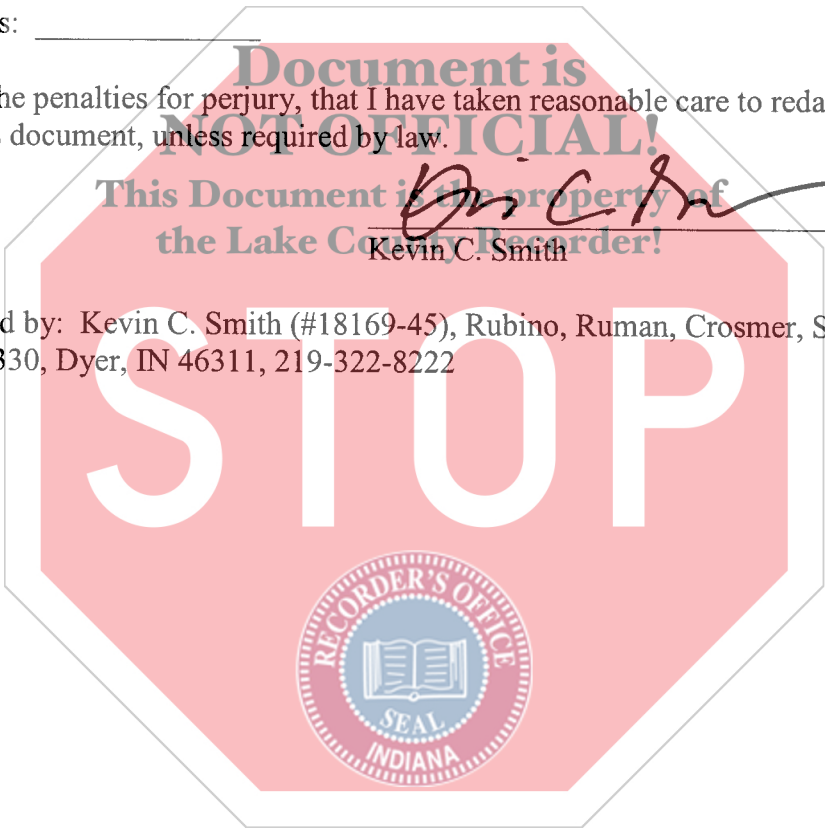 s:
Document is
he penalties for perjury, that I have taken reasonable care to reda
document, unless required by law.
NOT OFFICIAL!
This Document is the property of
the Lake County Recorder!
Kevin C. Smith
d by: Kevin C. Smith (#18169-45), Rubino, Ruman, Crosmer, S
330, Dyer, IN 46311, 219-322-8222
STOP
RECORDER'S OFFICE
SEAL
INDIANA